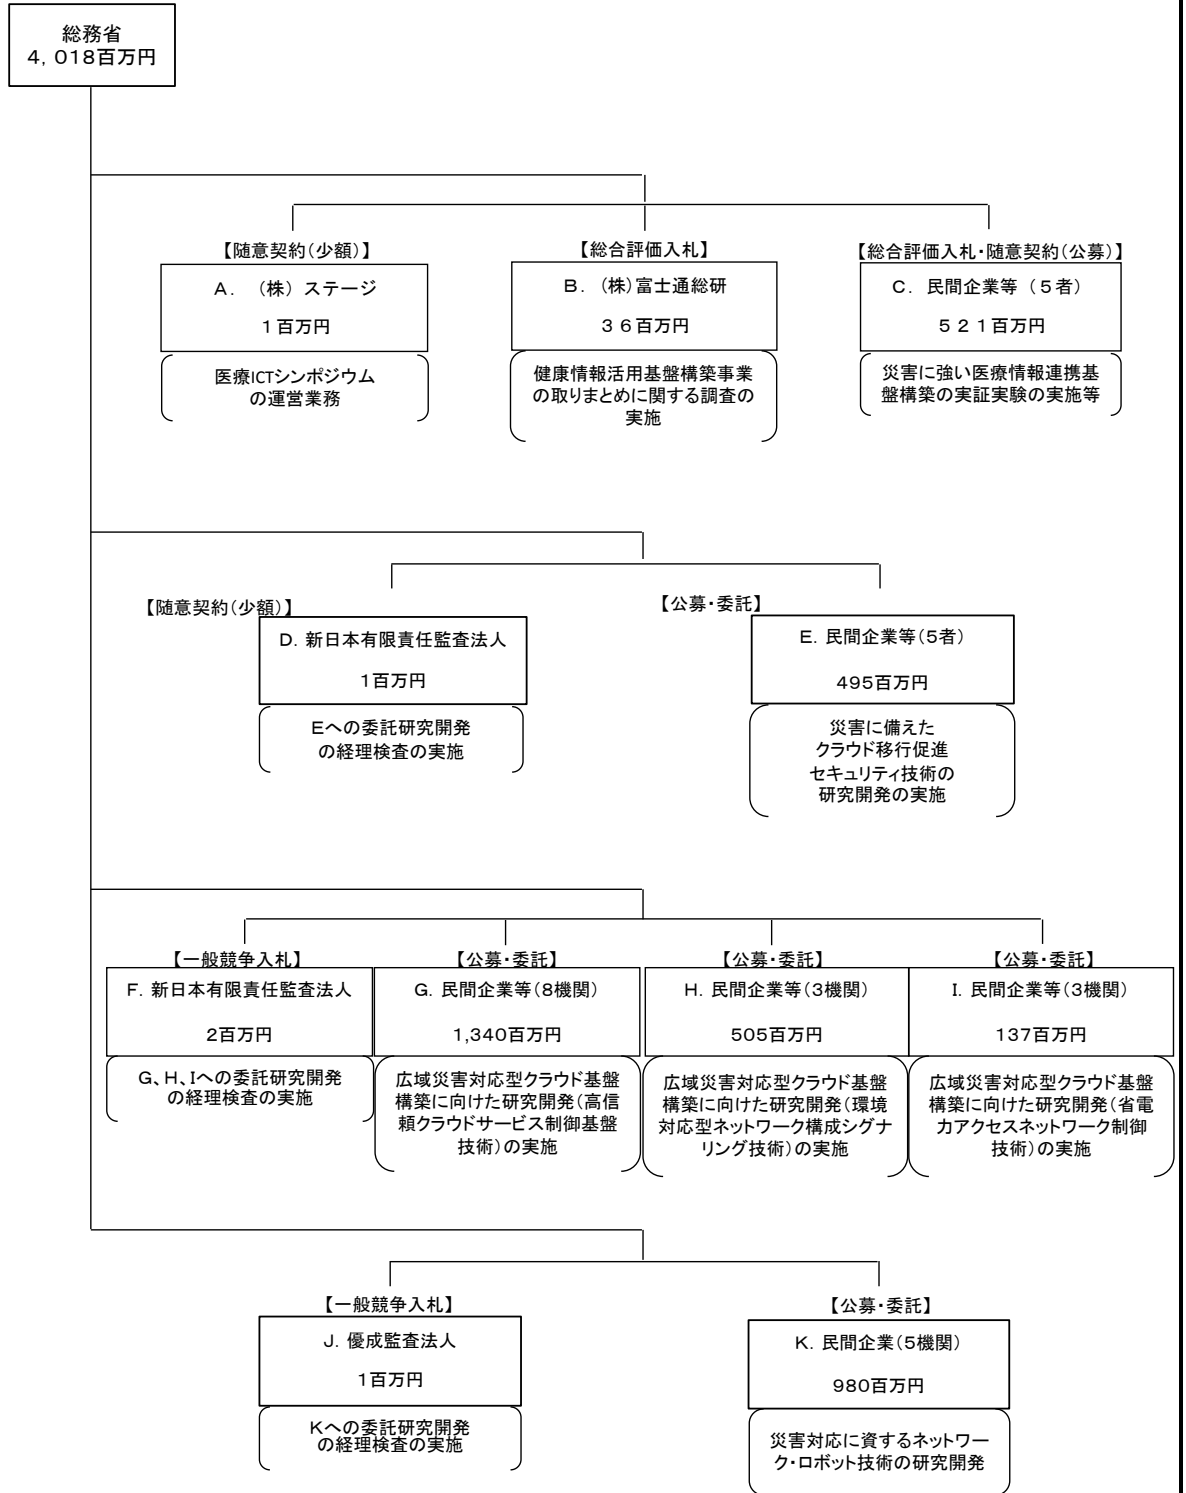 総務省
４，０１８百万円
【随意契約（少額）】
Ａ．　（株）ステージ
１百万円
医療ICTシンポジウム
の運営業務
【総合評価入札】
Ｂ．（株）富士通総研
３６百万円
健康情報活用基盤構築事業
の取りまとめに関する調査の
実施
【総合評価入札・随意契約（公募）】
Ｃ．民間企業等（５者）
５２１百万円
災害に強い医療情報連携基
盤構築の実証実験の実施等
【随意契約（少額）】
Ｄ．新日本有限責任監査法人
１百万円
Ｅへの委託研究開発
の経理検査の実施
【公募・委託】
Ｅ．民間企業等（５者）
４９５百万円
災害に備えた
クラウド移行促進
セキュリティ技術の
研究開発の実施
【一般競争入札】
Ｆ．新日本有限責任監査法人
２百万円
Ｇ、Ｈ、Ｉへの委託研究開発
の経理検査の実施
【公募・委託】
Ｇ．民間企業等（８機関）
１,３４０百万円
広域災害対応型クラウド基盤
構築に向けた研究開発（高信
頼クラウドサービス制御基盤
技術）の実施
【公募・委託】
Ｈ．民間企業等（３機関）
５０５百万円
広域災害対応型クラウド基盤
構築に向けた研究開発（環境
対応型ネットワーク構成シグナ
リング技術）の実施
【公募・委託】
Ｉ．民間企業等（３機関）
１３７百万円
広域災害対応型クラウド基盤
構築に向けた研究開発（省電
力アクセスネットワーク制御
技術）の実施
【一般競争入札】
Ｊ．優成監査法人
１百万円
Ｋへの委託研究開発
の経理検査の実施
【公募・委託】
Ｋ．民間企業（５機関）
９８０百万円
災害対応に資するネットワー
ク・ロボット技術の研究開発